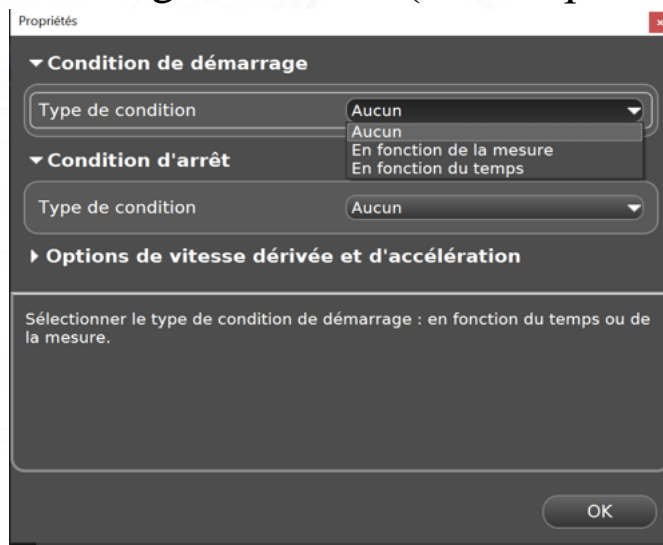 Propriétés
Condition de démarrage
Type de condition Aucun
Aucun
En fonction de la mesure
En fonction du temps
Condition d'arrêt
Type de condition Aucun
Options de vitesse dérivée et d'accélération
Sélectionner le type de condition de démarrage : en fonction du temps ou de
la mesure.
OK